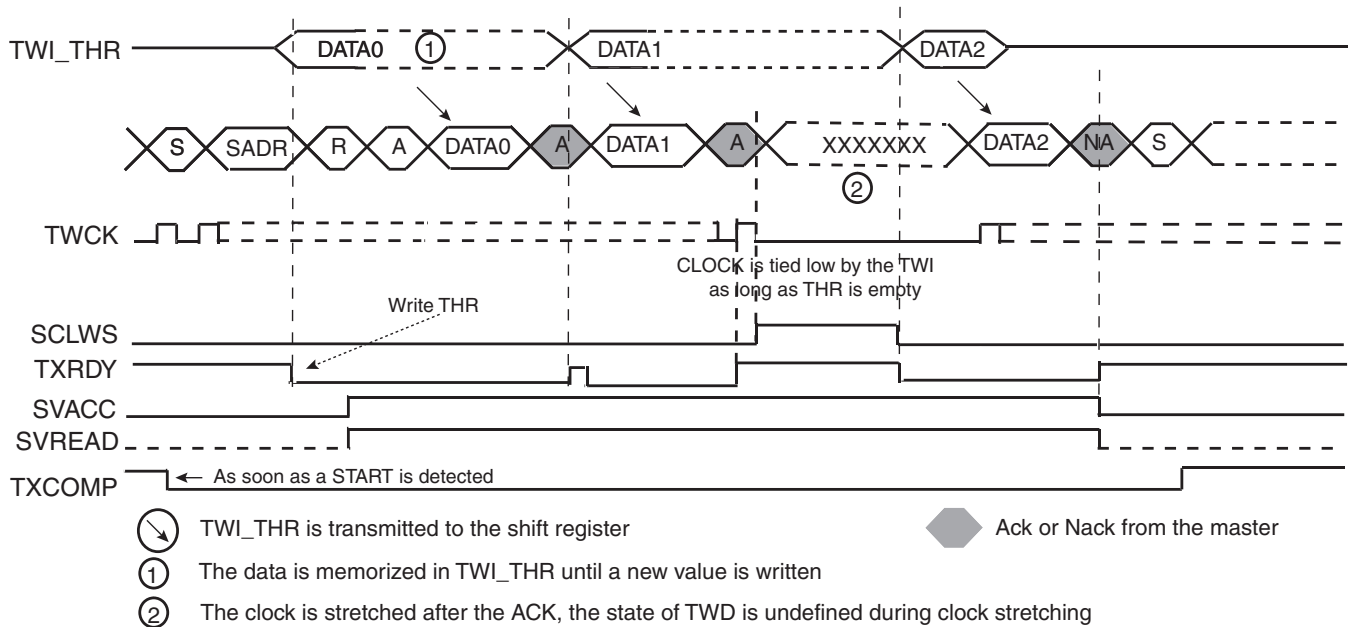 TWI_THR DATA0 1 DATA1 DATA2
S SADR R A DATA0 A DATA1 A XXXXXXX DATA2 NA S
2
TWCK
CLOCK is tied low by the TWI
as long as THR is empty
Write THR
SCLWS
TXRDY
SVACC
SVREAD
TXCOMP As soon as a START is detected
TWI_THR is transmitted to the shift register Ack or Nack from the master
1 The data is memorized in TWI_THR until a new value is written
2 The clock is stretched after the ACK, the state of TWD is undefined during clock stretching